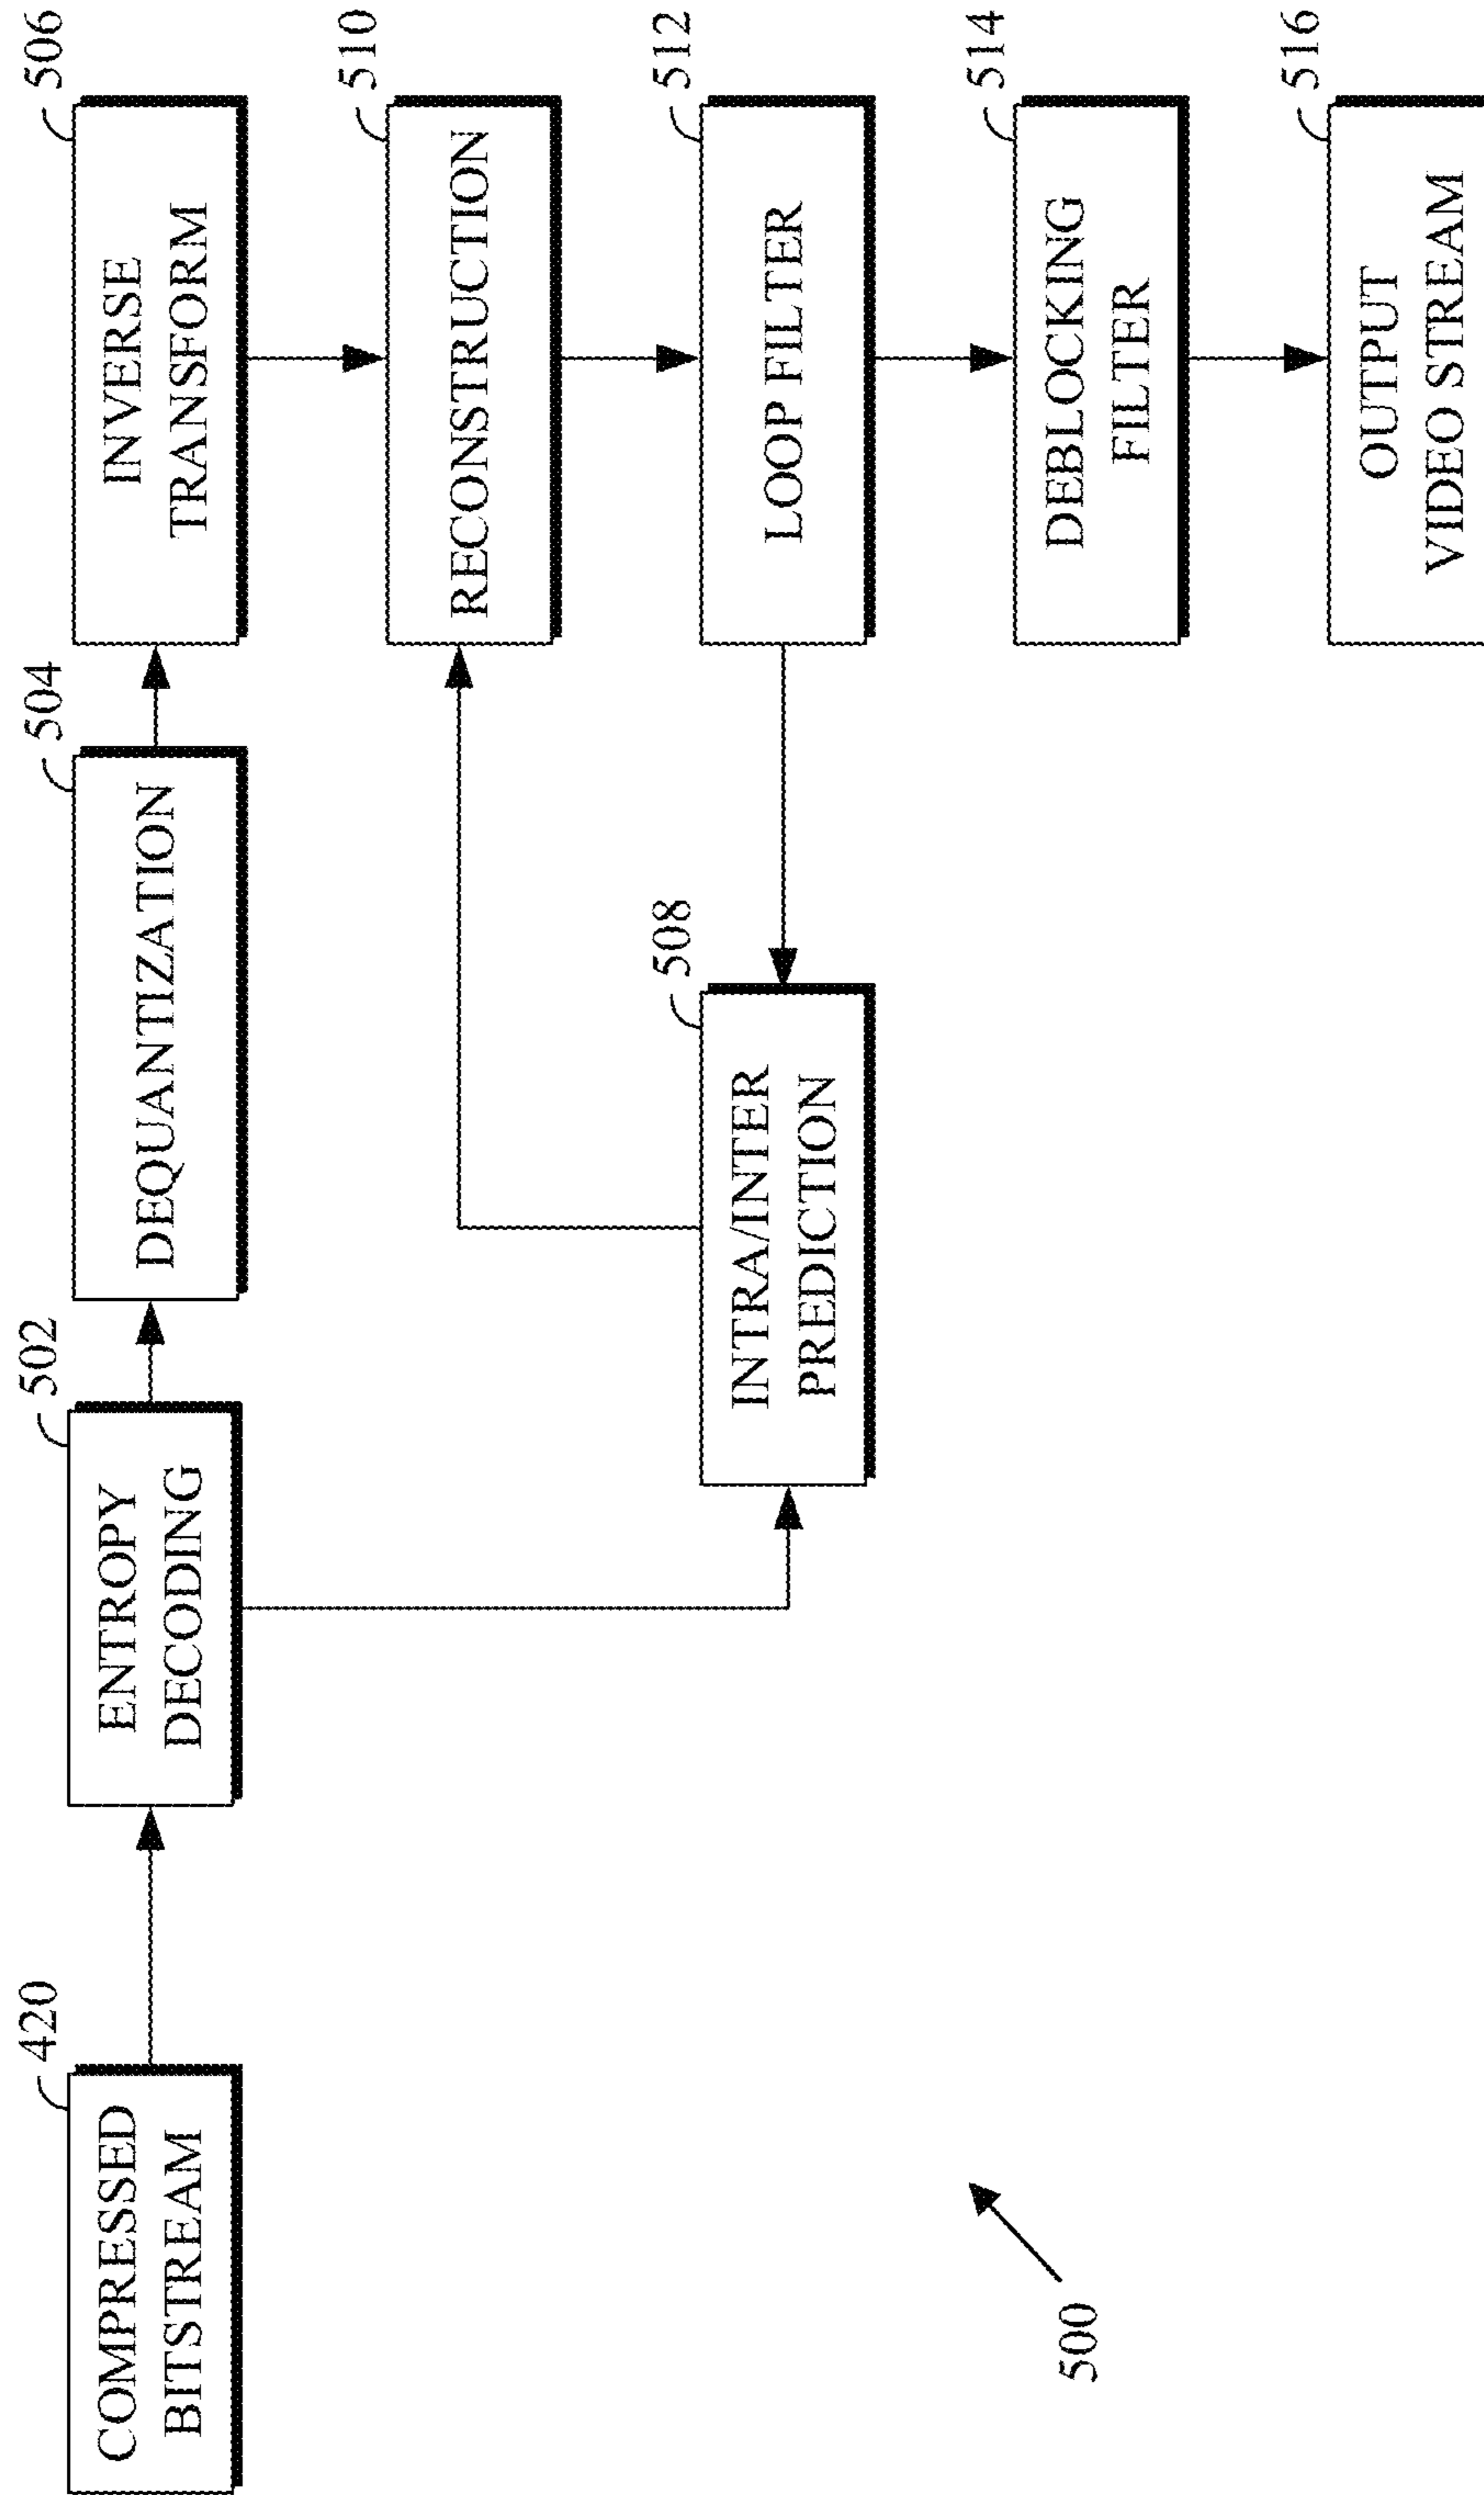 420
COMPRESSED
BITSTREAM
502
ENTROPY
DECODING
504
DEQUANTIZATION
506
INVERSE
TRANSFORM
510
RECONSTRUCTION
508
INTRA/INTER
PREDICTION
512
LOOP FILTER
514
DEBLOCKING
FILTER
516
OUTPUT
VIDEO STREAM
500